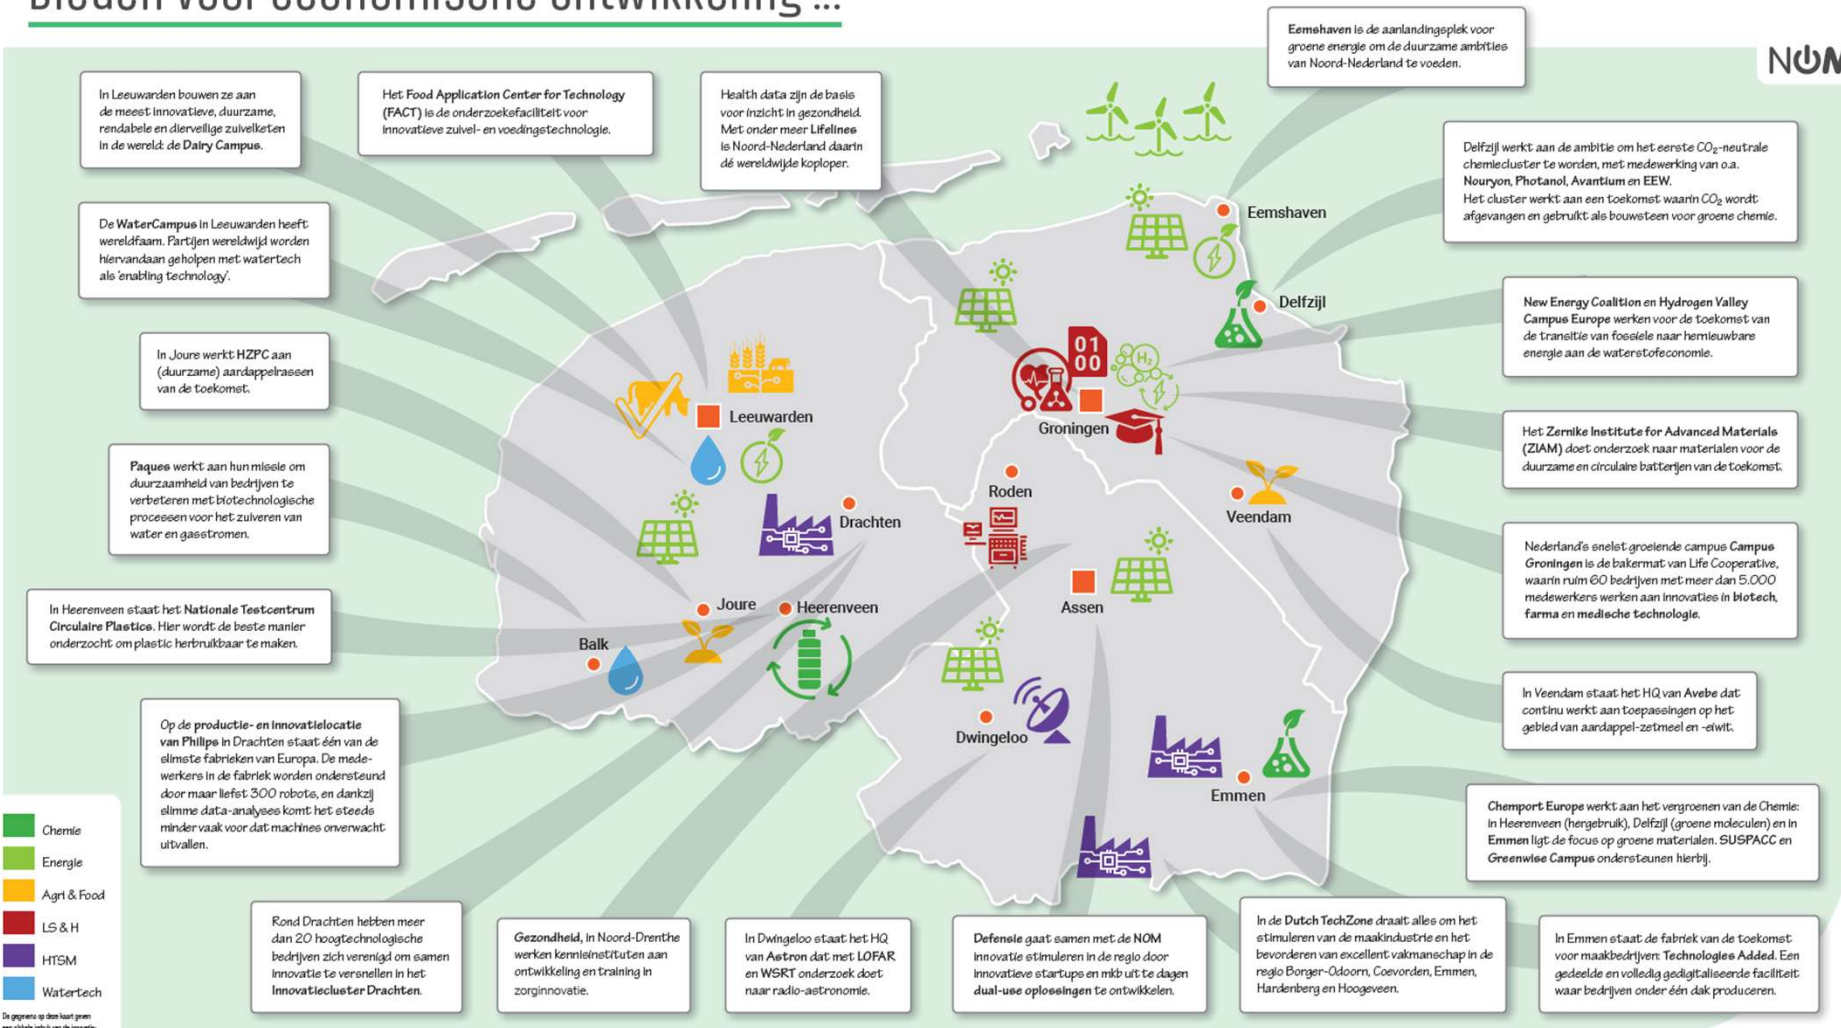 Bieden voor economische ontwikkeling ...
NOM
Eemshaven is de aanlandingsplek voor
groene energie om de duurzame ambities
van Noord-Nederland te voeden.
In Leeuwarden bouwen ze aan
de meest innovatieve, duurzame,
rendabele en dierveilige zuivelketen
in de wereld: de Dairy Campus.
Het Food Application Center for Technology
(FACT) is de onderzoeksfaciliteit voor
innovatieve zuivel- en voedingstechnologie.
Health data zijn de basis
voor inzicht in gezondheid.
Met onder meer Lifelines
is Noord-Nederland daarin
dé wereldwijde koploper.
Delfzijl werkt aan de ambitie om het eerste CO₂-neutrale
chemiecluster te worden, met medewerking van o.a.
Nouryon, Photanol, Avantium en EEW.
Het cluster werkt aan een toekomst waarin CO₂ wordt
afgevangen en gebruikt als bouwsteen voor groene chemie.
De WaterCampus in Leeuwarden heeft
wereldfaam. Partijen wereldwijd worden
hiervandaan geholpen met watertech
als 'enabling technology'.
New Energy Coalition en Hydrogen Valley
Campus Europe werken voor de toekomst van
de transitie van fossiele naar hernieuwbare
energie aan de waterstofeconomie.
In Joure werkt HZPC aan
(duurzame) aardappelrassen
van de toekomst.
Het Zernike Institute for Advanced Materials
(ZIAM) doet onderzoek naar materialen voor de
duurzame en circulaire batterijen van de toekomst.
Paques werkt aan hun missie om
duurzaamheid van bedrijven te
verbeteren met biotechnologische
processen voor het zuiveren van
water en gasstromen.
Nederland's snelst groeiende campus Campus
Groningen is de bakermat van Life Cooperative,
waarin ruim 60 bedrijven met meer dan 5.000
medewerkers werken aan innovaties in biotech,
farma en medische technologie.
In Heerenveen staat het Nationale Testcentrum
Circulaire Plastics. Hier wordt de beste manier
onderzocht om plastic herbruikbaar te maken.
In Veendam staat het HQ van Avebe dat
continu werkt aan toepassingen op het
gebied van aardappel-zetmeel en -eiwit.
Op de productie- en innovatielocatie
van Philips in Drachten staat één van de
slimste fabrieken van Europa. De mede-
werkers in de fabriek worden ondersteund
door maar liefst 300 robots, en dankzij
slimme data-analyses komt het steeds
minder vaak voor dat machines onverwacht
uitvallen.
Chemport Europe werkt aan het vergroenen van de Chemie:
in Heerenveen (hergebruik), Delfzijl (groene moleculen) en in
Emmen ligt de focus op groene materialen. SUSPACC en
Greenwise Campus ondersteunen hierbij.
Eemshaven
Delfzijl
01
00
H₂
Groningen
Leeuwarden
Roden
Veendam
Drachten
Assen
Joure
Heerenveen
Balk
Dwingeloo
Emmen
Chemie
Energie
Agri & Food
LS & H
HTSM
Watertech
De gegevens op deze kaart geven
Rond Drachten hebben meer
dan 20 hoogtechnologische
bedrijven zich verenigd om samen
innovatie te versnellen in het
Innovatiecluster Drachten.
Gezondheid, in Noord-Drenthe
werken kennisinstituten aan
ontwikkeling en training in
zorginnovatie.
In Dwingeloo staat het HQ
van Astron dat met LOFAR
en WSRT onderzoek doet
naar radio-astronomie.
Defensie gaat samen met de NOM
innovatie stimuleren in de regio door
innovatieve startups en mkb uit te dagen
dual-use oplossingen te ontwikkelen.
In de Dutch TechZone draait alles om het
stimuleren van de maakindustrie en het
bevorderen van excellent vakmanschap in de
regio Borger-Odoorn, Coevorden, Emmen,
Hardenberg en Hoogeveen.
In Emmen staat de fabriek van de toekomst
voor maakbedrijven: Technologies Added. Een
gedeelde en volledig gedigitaliseerde faciliteit
waar bedrijven onder één dak produceren.